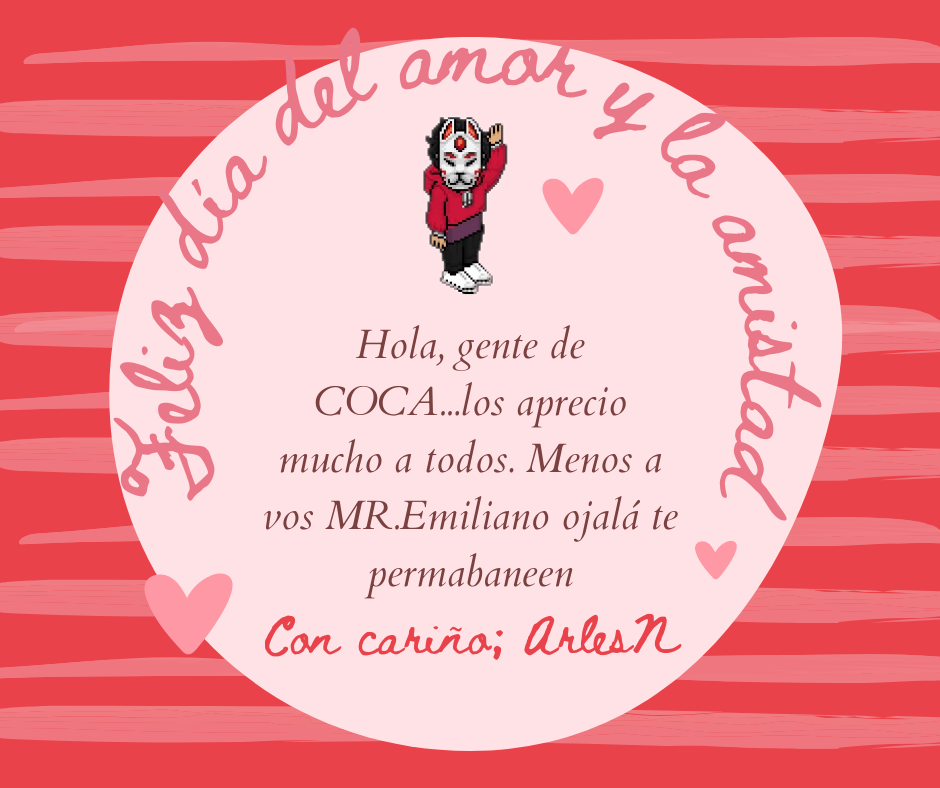 Feliz día del amor y la amistad
Hola, gente de
COCA...los aprecio
mucho a todos. Menos a
vos MR.Emiliano ojalá te
permabaneen
Con cariño; ArlesN